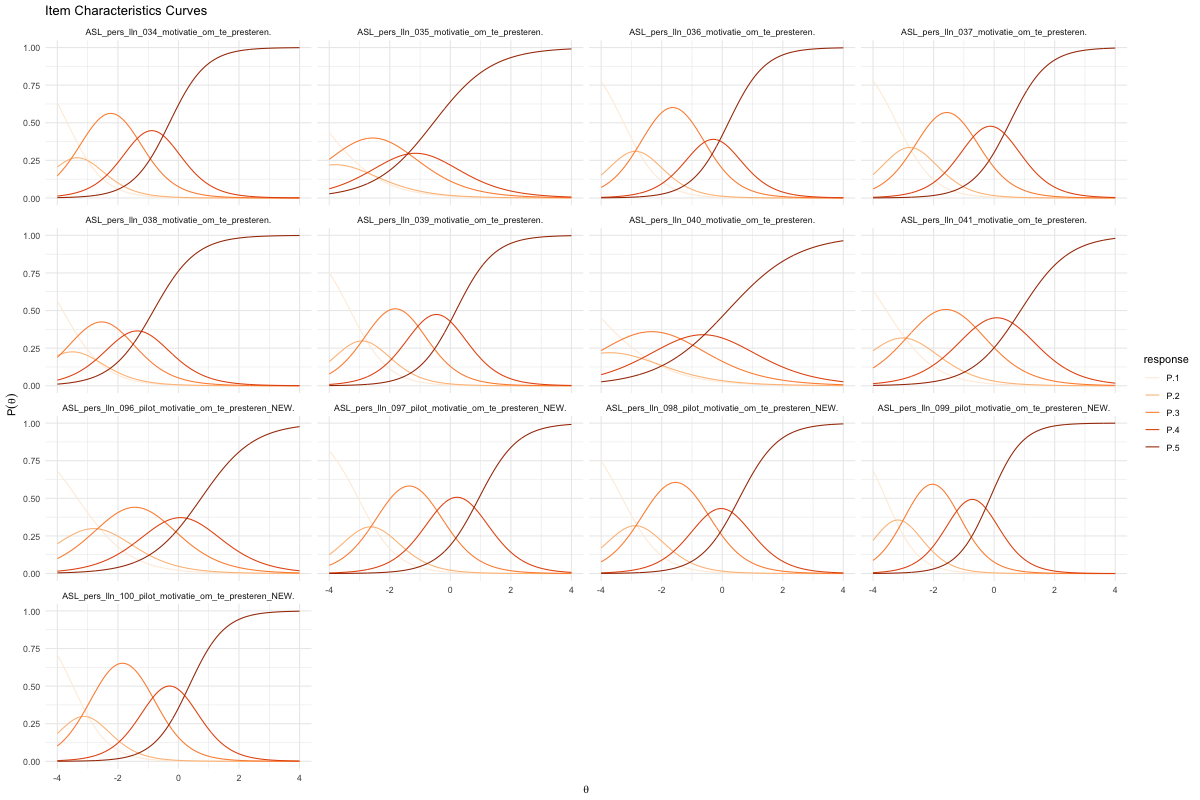 Item Characteristics Curves
ASL_pers_lln_034_motivatie_om_te_presteren. ASL_pers_lln_035_motivatie_om_te_presteren. ASL_pers_lln_036_motivatie_om_te_presteren. ASL_pers_lln_037_motivatie_om_te_presteren.
1.00
0.75
0.50
0.25
0.00
ASL_pers_lln_038_motivatie_om_te_presteren. ASL_pers_lln_039_motivatie_om_te_presteren. ASL_pers_lln_040_motivatie_om_te_presteren. ASL_pers_lln_041_motivatie_om_te_presteren.
1.00
0.75
0.50
0.25
0.00
P(θ)
ASL_pers_lln_096_pilot_motivatie_om_te_presteren_NEW. ASL_pers_lln_097_pilot_motivatie_om_te_presteren_NEW. ASL_pers_lln_098_pilot_motivatie_om_te_presteren_NEW. ASL_pers_lln_099_pilot_motivatie_om_te_presteren_NEW.
1.00
0.75
0.50
0.25
0.00
-4 -2 0 2 4 -4 -2 0 2 4 -4 -2 0 2 4
ASL_pers_lln_100_pilot_motivatie_om_te_presteren_NEW.
1.00
0.75
0.50
0.25
0.00
-4 -2 0 2 4
θ
response
P.1
P.2
P.3
P.4
P.5